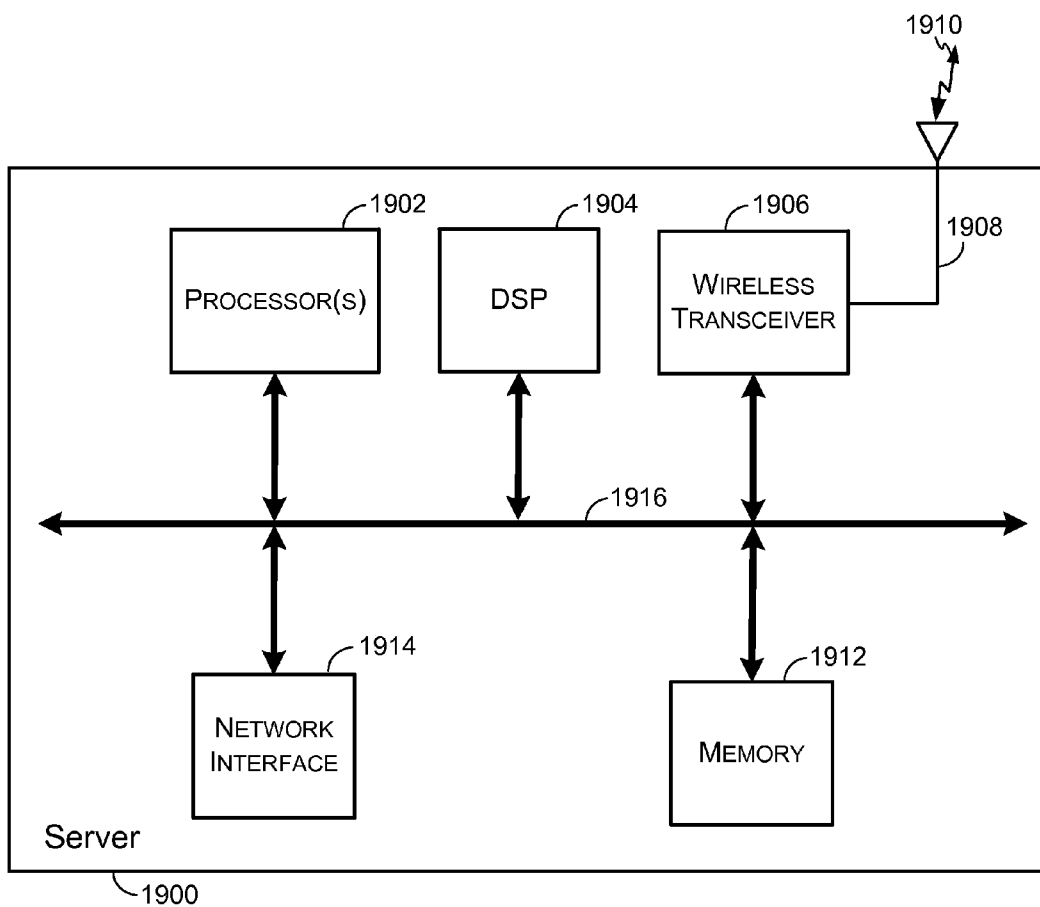 1910
1902
1904
1906
1908
PROCESSOR(S)
DSP
WIRELESS
TRANSCEIVER
1916
1914
1912
NETWORK
INTERFACE
MEMORY
Server
1900